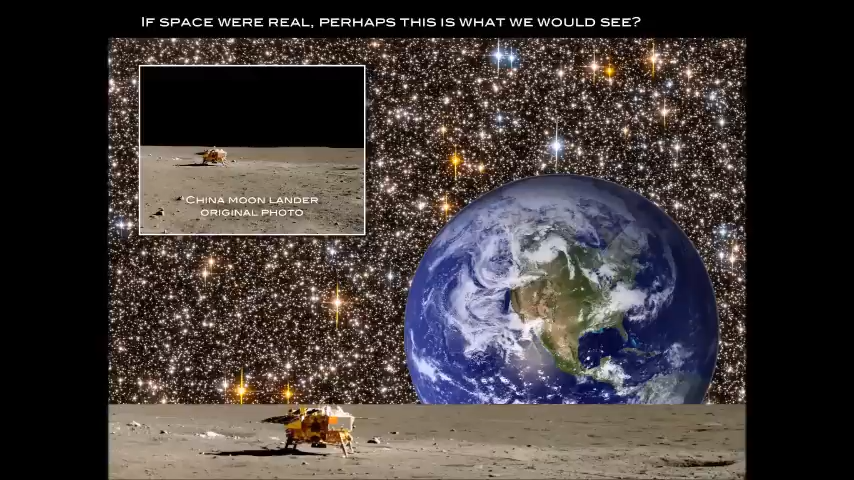 If space were real, perhaps this is what we would see?
*China moon lander
original photo